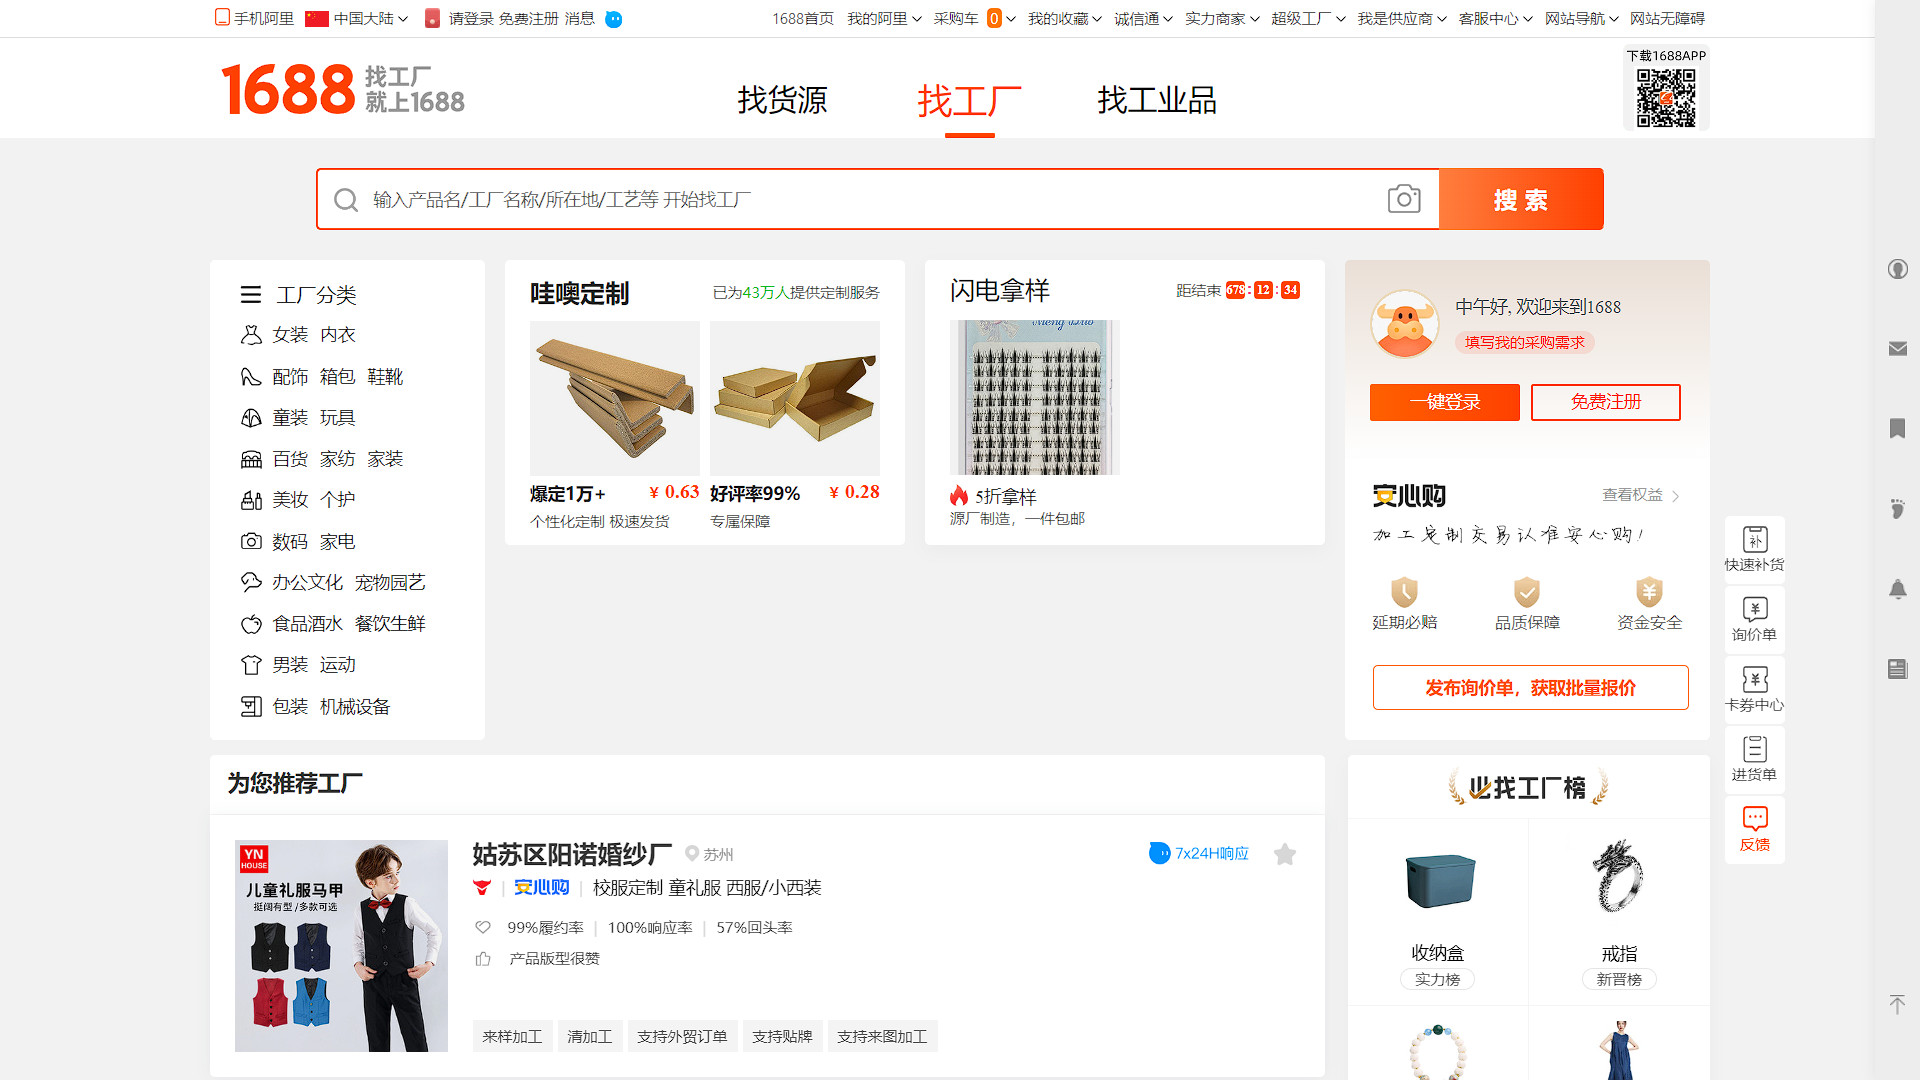 手机阿里 中国大陆 请登录 免费注册 消息 1688首页 我的阿里 采购车 0 我的收藏 诚信通 实力商家 超级工厂 我是供应商 客服中心 网站导航 网站无障碍
1688 找工厂
就上1688
找货源 找工厂 找工业品
下载1688APP
输入产品名/工厂名称/所在地/工艺等 开始找工厂
搜 索
工厂分类
女装 内衣
配饰 箱包 鞋靴
童装 玩具
百货 家纺 家装
美妆 个护
数码 家电
办公文化 宠物园艺
食品酒水 餐饮生鲜
男装 运动
包装 机械设备
哇噢定制 已为43万人提供定制服务
爆定1万+ ¥ 0.63
个性化定制 极速发货
好评率99% ¥ 0.28
专属保障
闪电拿样 距结束 678 : 12 : 34
Meng Duo
5折拿样
源厂制造，一件包邮
中午好, 欢迎来到1688
填写我的采购需求
一键登录 免费注册
安心购 查看权益
加工定制交易认准安心购！
延期必赔 品质保障 资金安全
发布询价单，获取批量报价
补
快速补货
询价单
卡券中心
进货单
反馈
为您推荐工厂
YN
HOUSE
儿童礼服马甲
挺阔有型 /多款可选
姑苏区阳诺婚纱厂 苏州
7x24H响应
安心购 校服定制 童礼服 西服/小西装
99%履约率 100%响应率 57%回头率
产品版型很赞
来样加工 清加工 支持外贸订单 支持贴牌 支持来图加工
必找工厂榜
收纳盒
实力榜
戒指
新晋榜